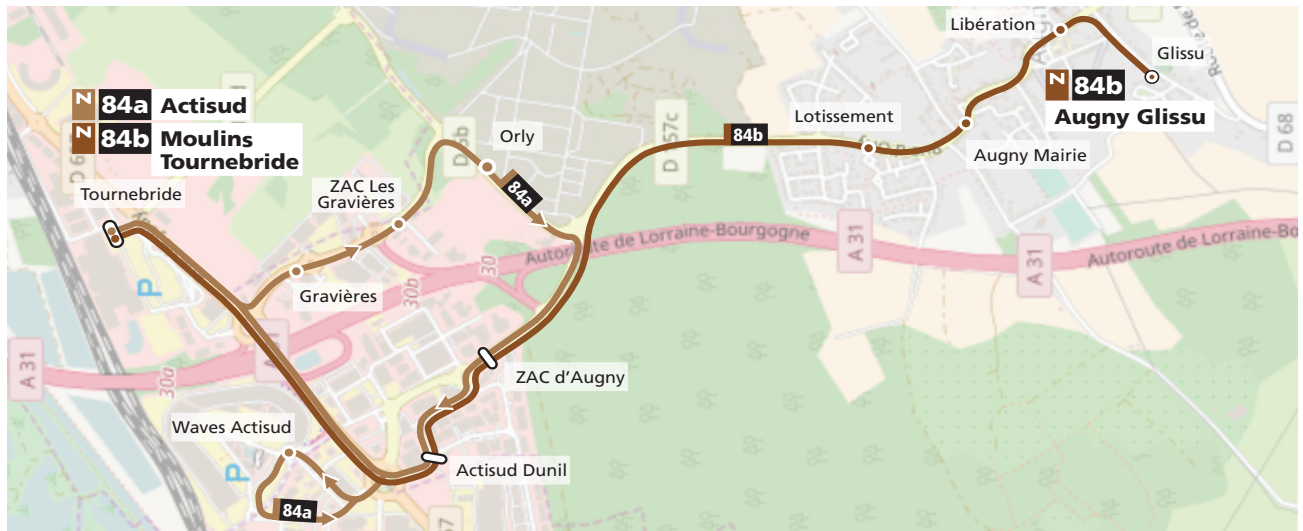 Libération
Glissu
N 84b
Augny Glissu
N 84a Actisud
N 84b Moulins
Tournebride
Tournebride
ZAC Les
Gravières
Orly
84a
84b
Lotissement
Augny Mairie
D 68
Gravières
30
30b
Autoroute de Lorraine-Bourgogne
A 31
A 31
Autoroute de Lorraine-Bo
A 31
30a
P
ZAC d'Augny
Waves Actisud
P
Actisud Dunil
84a